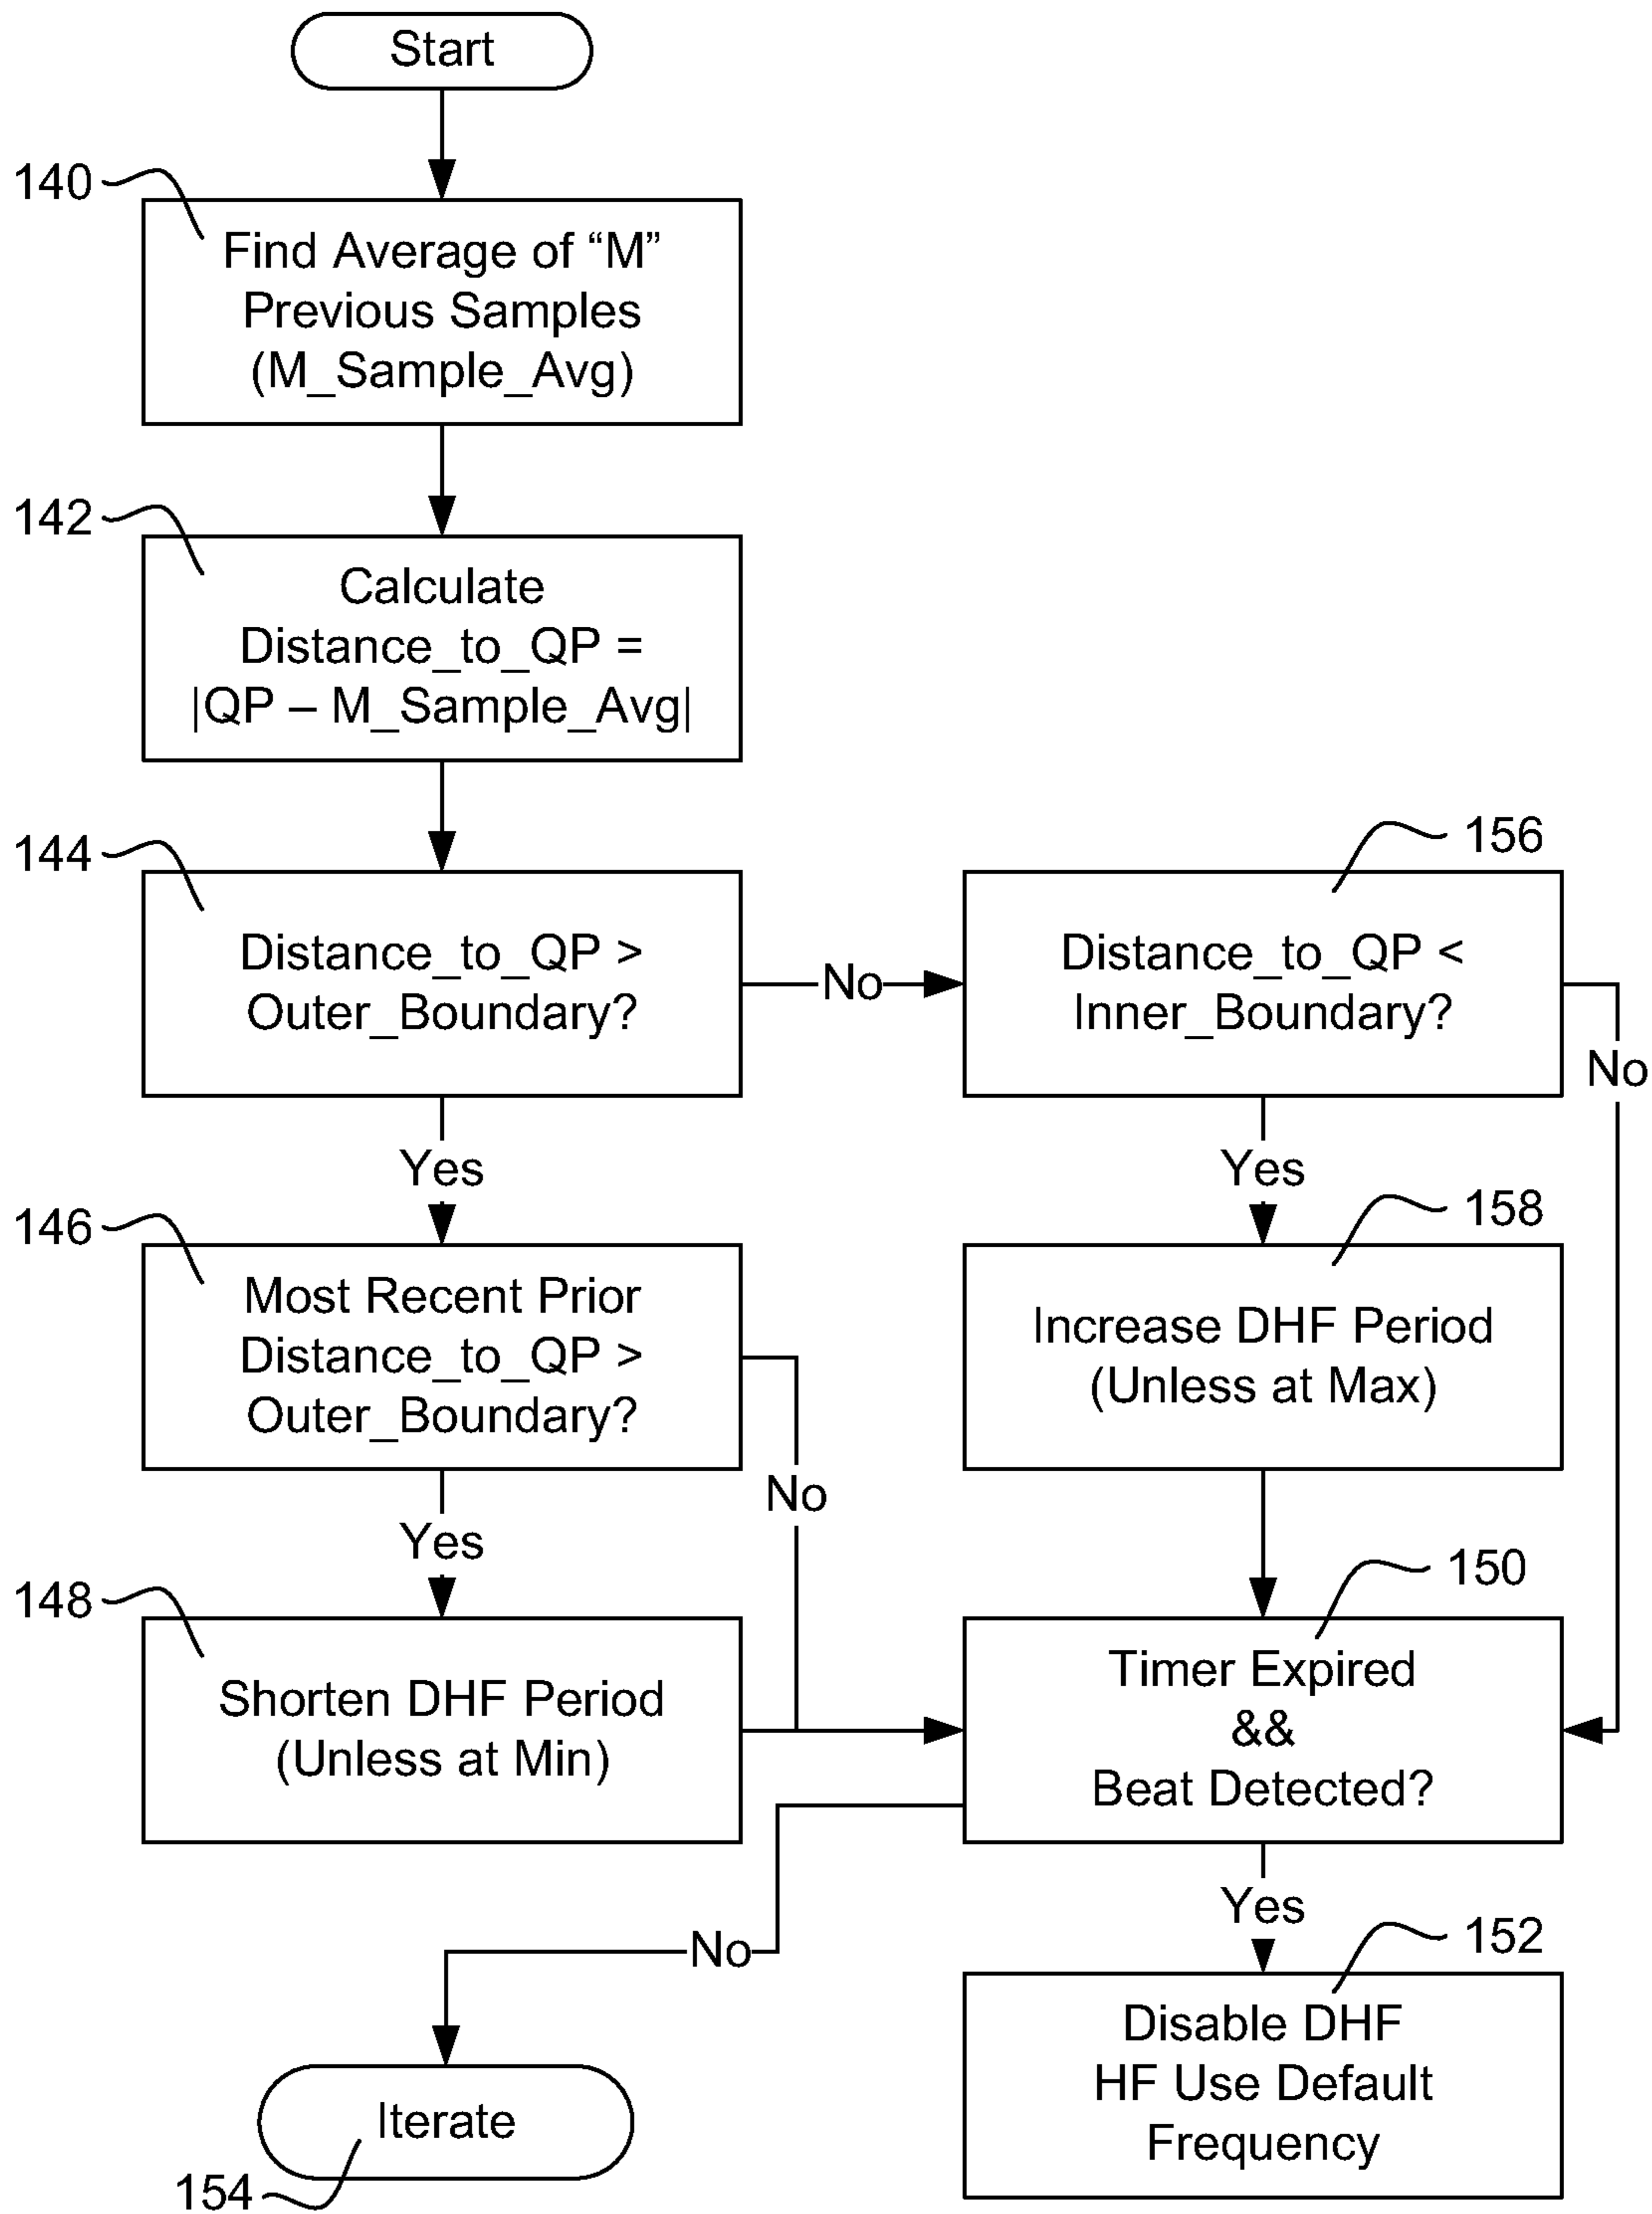 Start
140
Find Average of “M”
Previous Samples
(M_Sample_Avg)
142
Calculate
Distance_to_QP =
|QP – M_Sample_Avg|
144
Distance_to_QP >
Outer_Boundary?
No
156
Distance_to_QP <
Inner_Boundary?
No
Yes
Yes
146
Most Recent Prior
Distance_to_QP >
Outer_Boundary?
No
158
Increase DHF Period
(Unless at Max)
Yes
148
Shorten DHF Period
(Unless at Min)
150
Timer Expired
&&
Beat Detected?
Yes
No
152
Disable DHF
HF Use Default
Frequency
Iterate
154